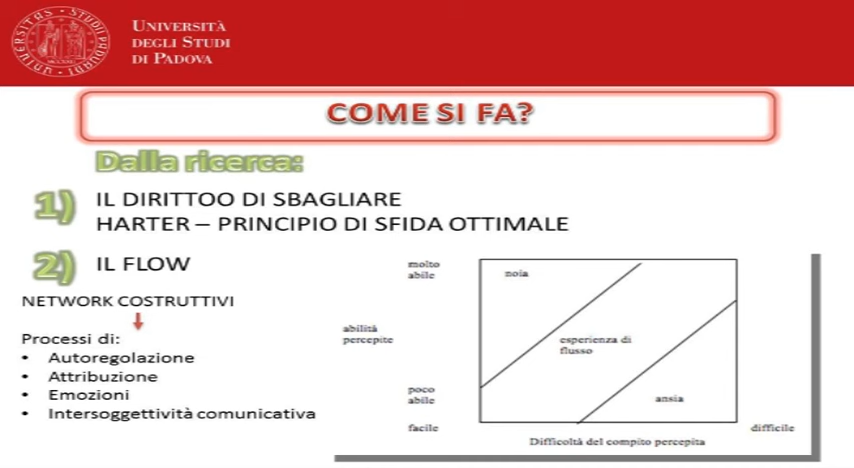 UNIVERSITÀ
DEGLI STUDI
DI PADOVA
COME SI FA?
Dalla ricerca:
1) IL DIRITTOO DI SBAGLIARE
HARTER – PRINCIPIO DI SFIDA OTTIMALE
2) IL FLOW
NETWORK COSTRUTTIVI
Processi di:
• Autoregolazione
• Attribuzione
• Emozioni
• Intersoggettività comunicativa
molto
abile
noia
abilità
percepite
esperienza di
flusso
poco
abile
ansia
facile
difficile
Difficoltà del compito percepita